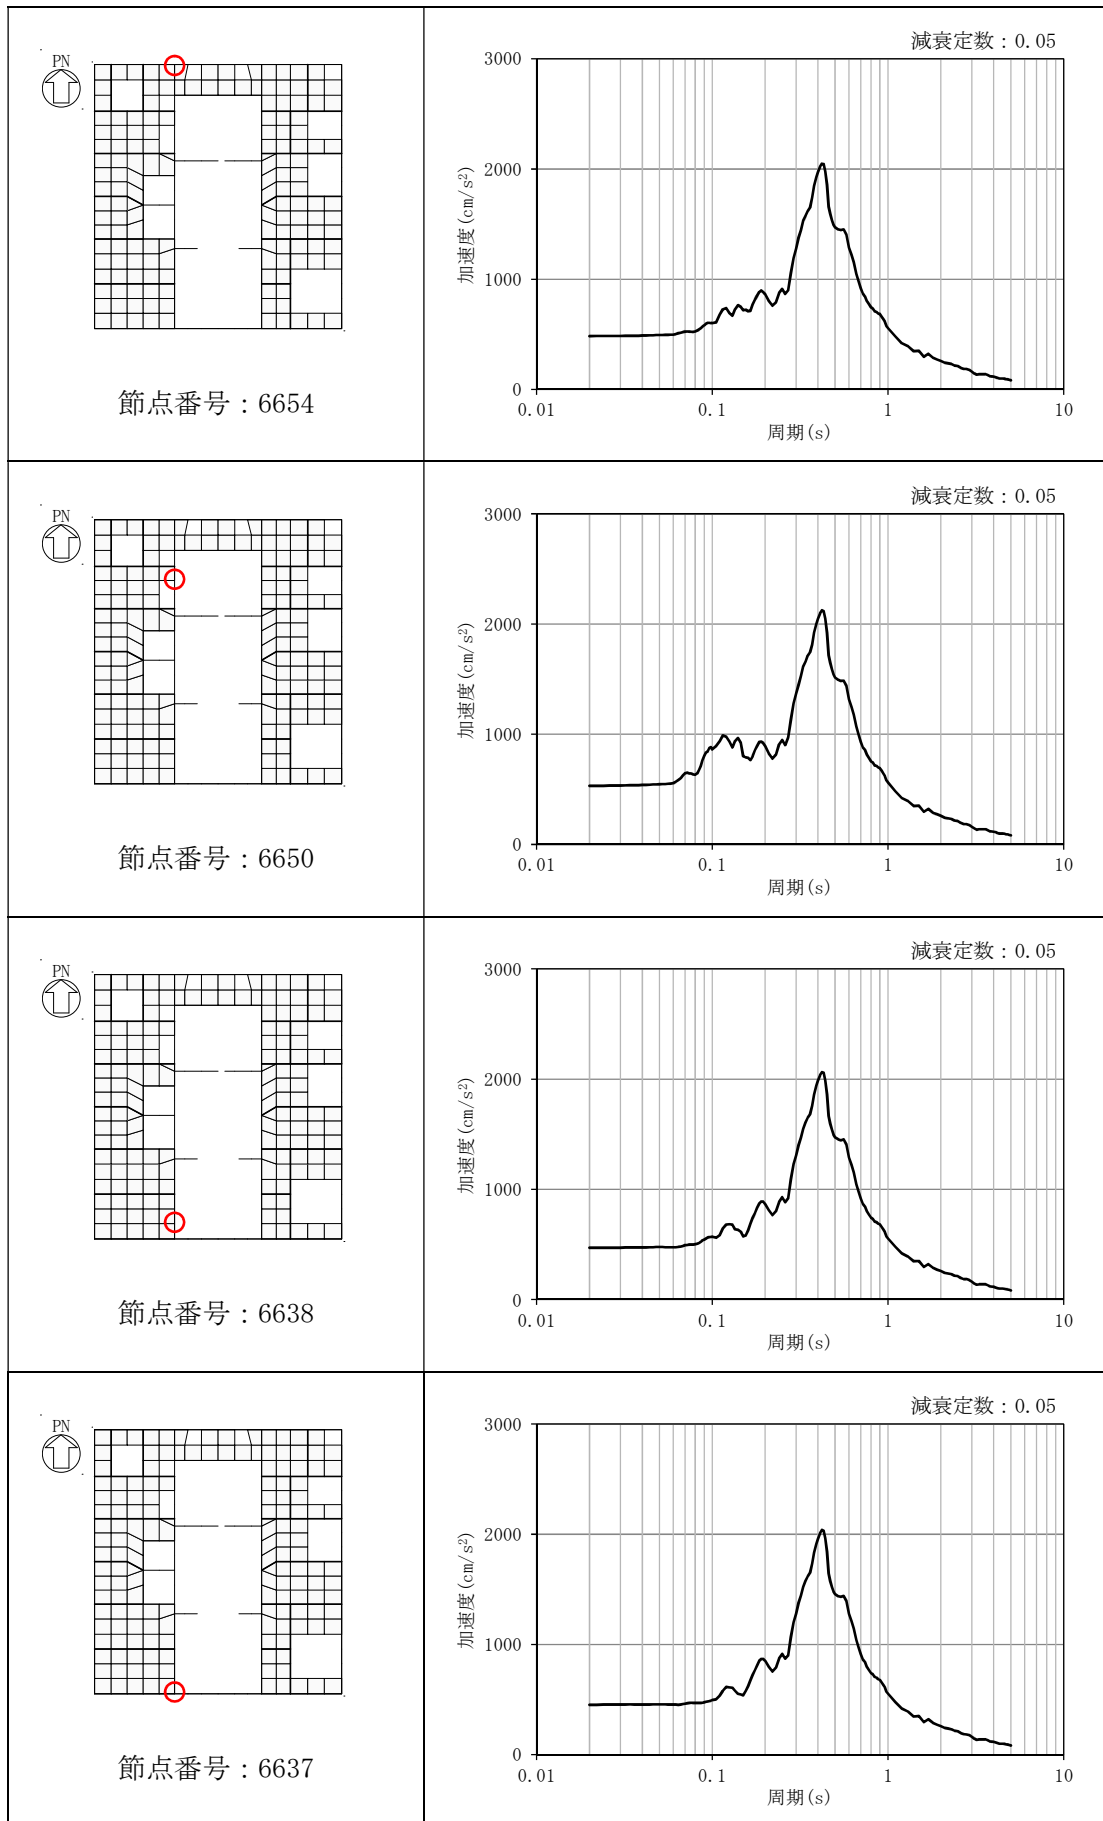 PN
節点番号：6654
減衰定数：0.05
3000
2000
1000
0
加速度(cm/s²)
0.01 0.1 1 10
周期(s)
PN
節点番号：6650
減衰定数：0.05
3000
2000
1000
0
加速度(cm/s²)
0.01 0.1 1 10
周期(s)
PN
節点番号：6638
減衰定数：0.05
3000
2000
1000
0
加速度(cm/s²)
0.01 0.1 1 10
周期(s)
PN
節点番号：6637
減衰定数：0.05
3000
2000
1000
0
加速度(cm/s²)
0.01 0.1 1 10
周期(s)